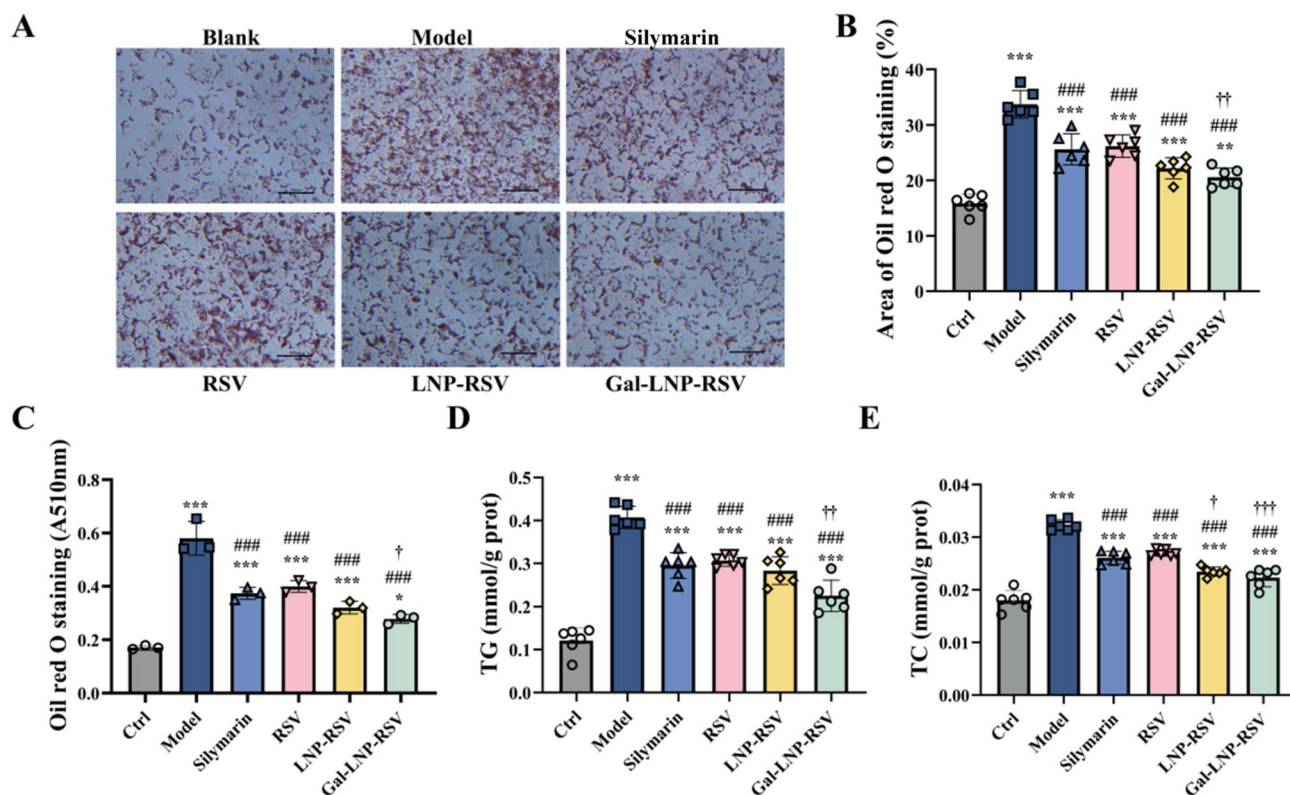 A
Blank
Model
Silymarin
RSV
LNP-RSV
Gal-LNP-RSV
B
Area of Oil red O staining (%)
40
30
20
10
0
***
###
***
###
***
###
***
††
###
**
Ctrl
Model
Silymarin
RSV
LNP-RSV
Gal-LNP-RSV
C
Oil red O staining (A510nm)
0.8
0.6
0.4
0.2
0.0
***
###
***
###
***
###
***
†
###
*
Ctrl
Model
Silymarin
RSV
LNP-RSV
Gal-LNP-RSV
D
TG (mmol/g prot)
0.5
0.4
0.3
0.2
0.1
0.0
***
###
***
###
***
###
***
††
###
***
Ctrl
Model
Silymarin
RSV
LNP-RSV
Gal-LNP-RSV
E
TC (mmol/g prot)
0.04
0.03
0.02
0.01
0.00
***
###
***
###
***
†
###
***
†††
###
***
Ctrl
Model
Silymarin
RSV
LNP-RSV
Gal-LNP-RSV